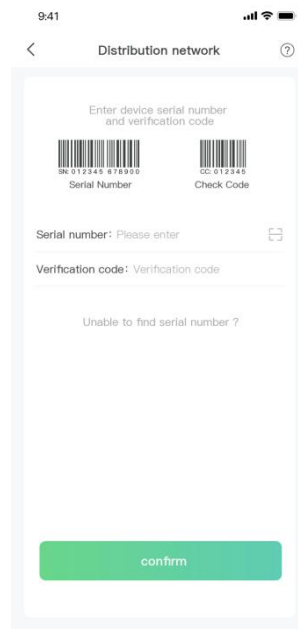 9:41
Distribution network
?
Enter device serial number
and verification code
SN: 012345 678900
CC: 012345
Serial Number
Check Code
Serial number: Please enter
Verification code: Verification code
Unable to find serial number ?
confirm